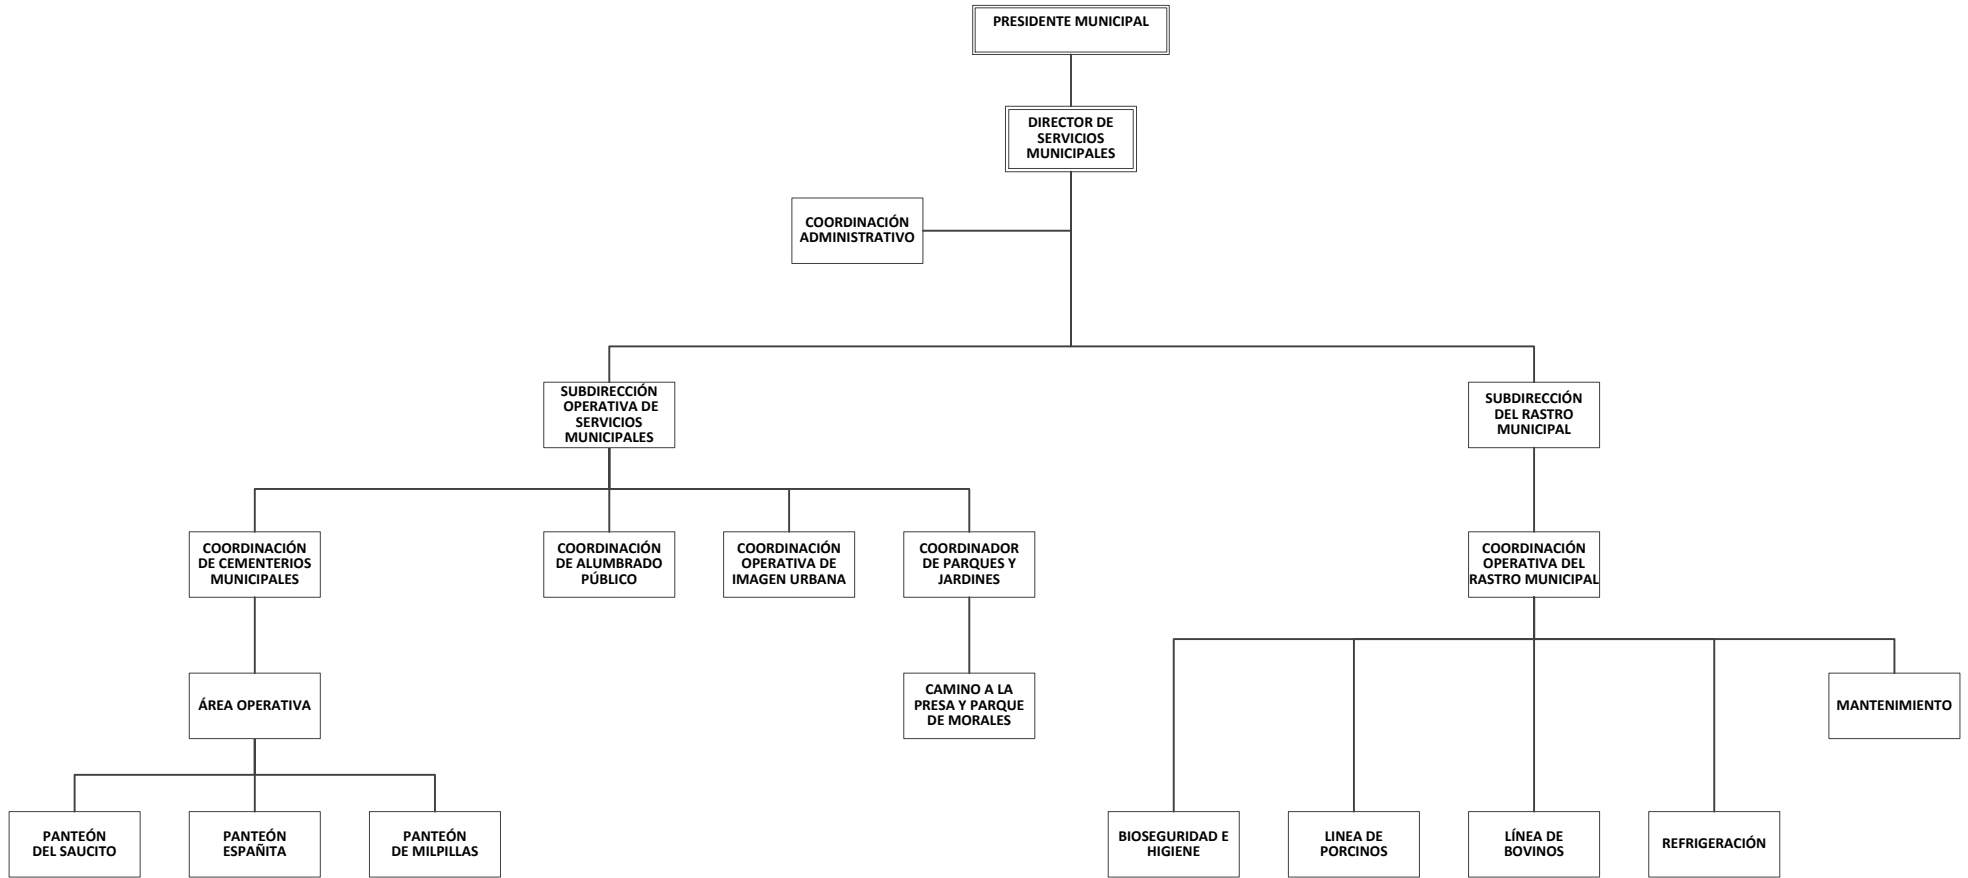 PRESIDENTE MUNICIPAL
DIRECTOR DE
SERVICIOS
MUNICIPALES
COORDINACIÓN
ADMINISTRATIVO
SUBDIRECCIÓN
OPERATIVA DE
SERVICIOS
MUNICIPALES
SUBDIRECCIÓN
DEL RASTRO
MUNICIPAL
COORDINACIÓN
DE CEMENTERIOS
MUNICIPALES
COORDINACIÓN
DE ALUMBRADO
PÚBLICO
COORDINACIÓN
OPERATIVA DE
IMAGEN URBANA
COORDINADOR
DE PARQUES Y
JARDINES
COORDINACIÓN
OPERATIVA DEL
RASTRO MUNICIPAL
ÁREA OPERATIVA
CAMINO A LA
PRESA Y PARQUE
DE MORALES
MANTENIMIENTO
PANTEÓN
DEL SAUCITO
PANTEÓN
ESPAÑITA
PANTEÓN
DE MILPILLAS
BIOSEGURIDAD E
HIGIENE
LINEA DE
PORCINOS
LÍNEA DE
BOVINOS
REFRIGERACIÓN